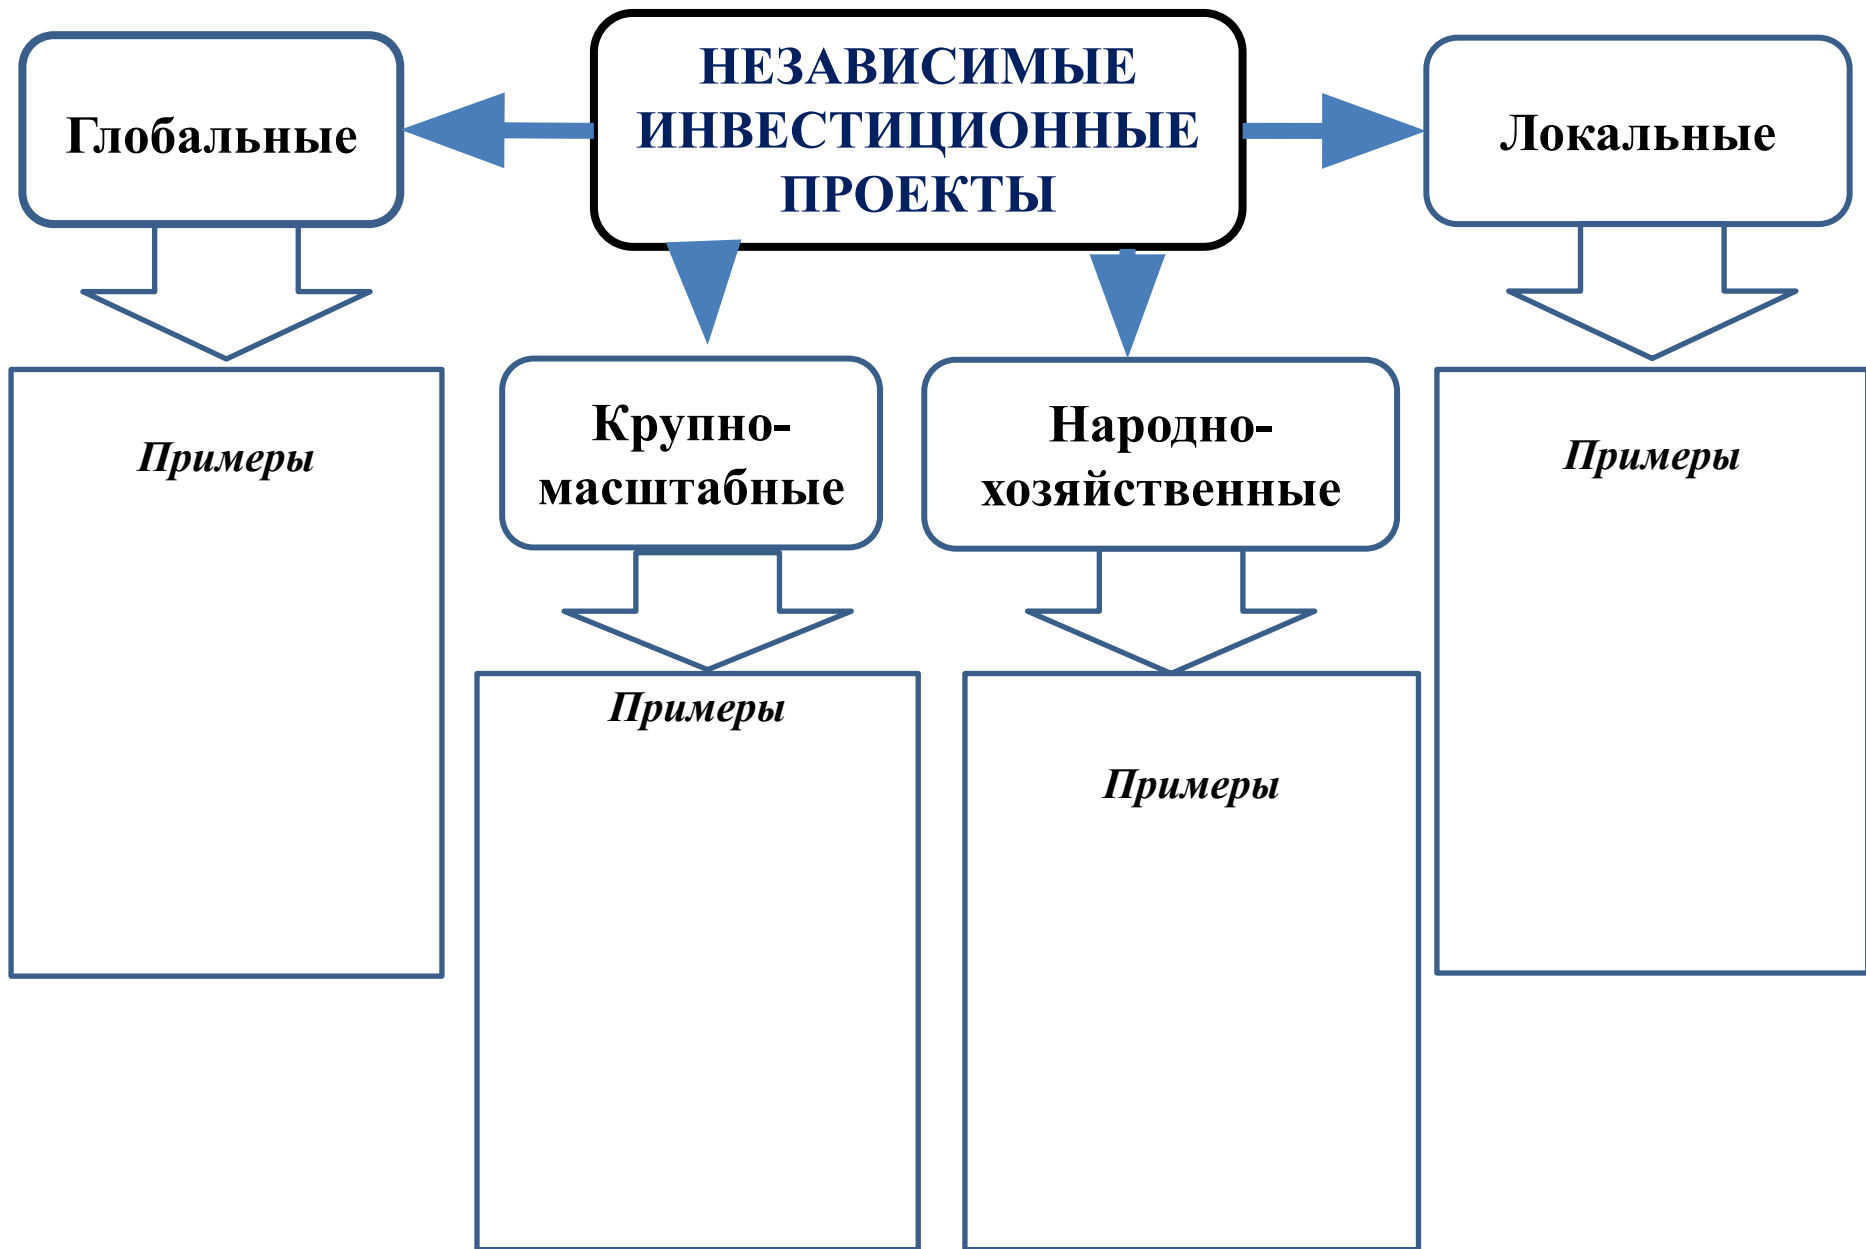 НЕЗАВИСИМЫЕ
ИНВЕСТИЦИОННЫЕ
ПРОЕКТЫ
Глобальные
Локальные
Крупно-
масштабные
Народно-
хозяйственные
Примеры
Примеры
Примеры
Примеры